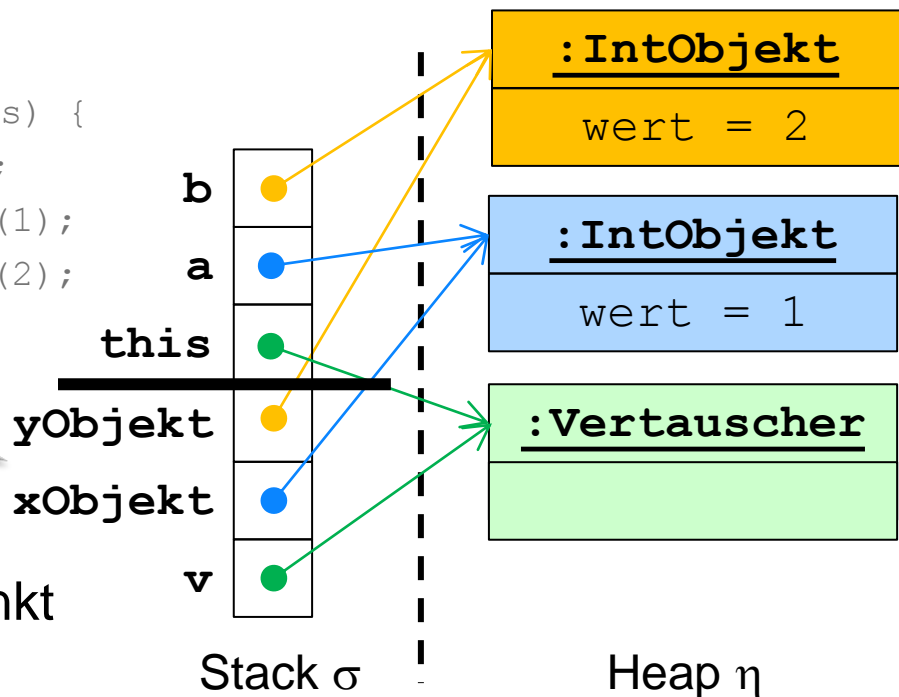 s) {
;
(1);
(2);
b
a
this
yObjekt
xObjekt
v
nkt
Stack σ
:IntObjekt
wert = 2
:IntObjekt
wert = 1
:Vertauscher
Heap η